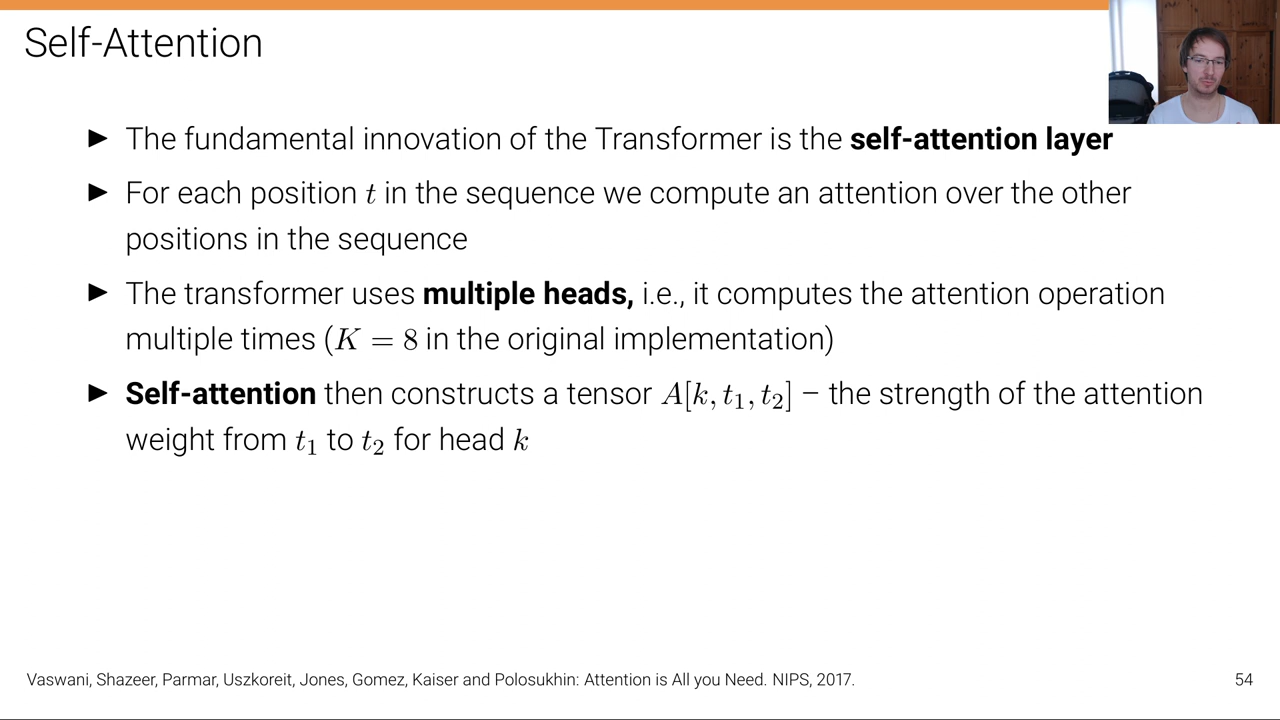 Self-Attention
▶ The fundamental innovation of the Transformer is the self-attention layer
▶ For each position t in the sequence we compute an attention over the other
positions in the sequence
▶ The transformer uses multiple heads, i.e., it computes the attention operation
multiple times (K = 8 in the original implementation)
▶ Self-attention then constructs a tensor A[k, t₁, t₂] – the strength of the attention
weight from t₁ to t₂ for head k
Vaswani, Shazeer, Parmar, Uszkoreit, Jones, Gomez, Kaiser and Polosukhin: Attention is All you Need. NIPS, 2017.
54